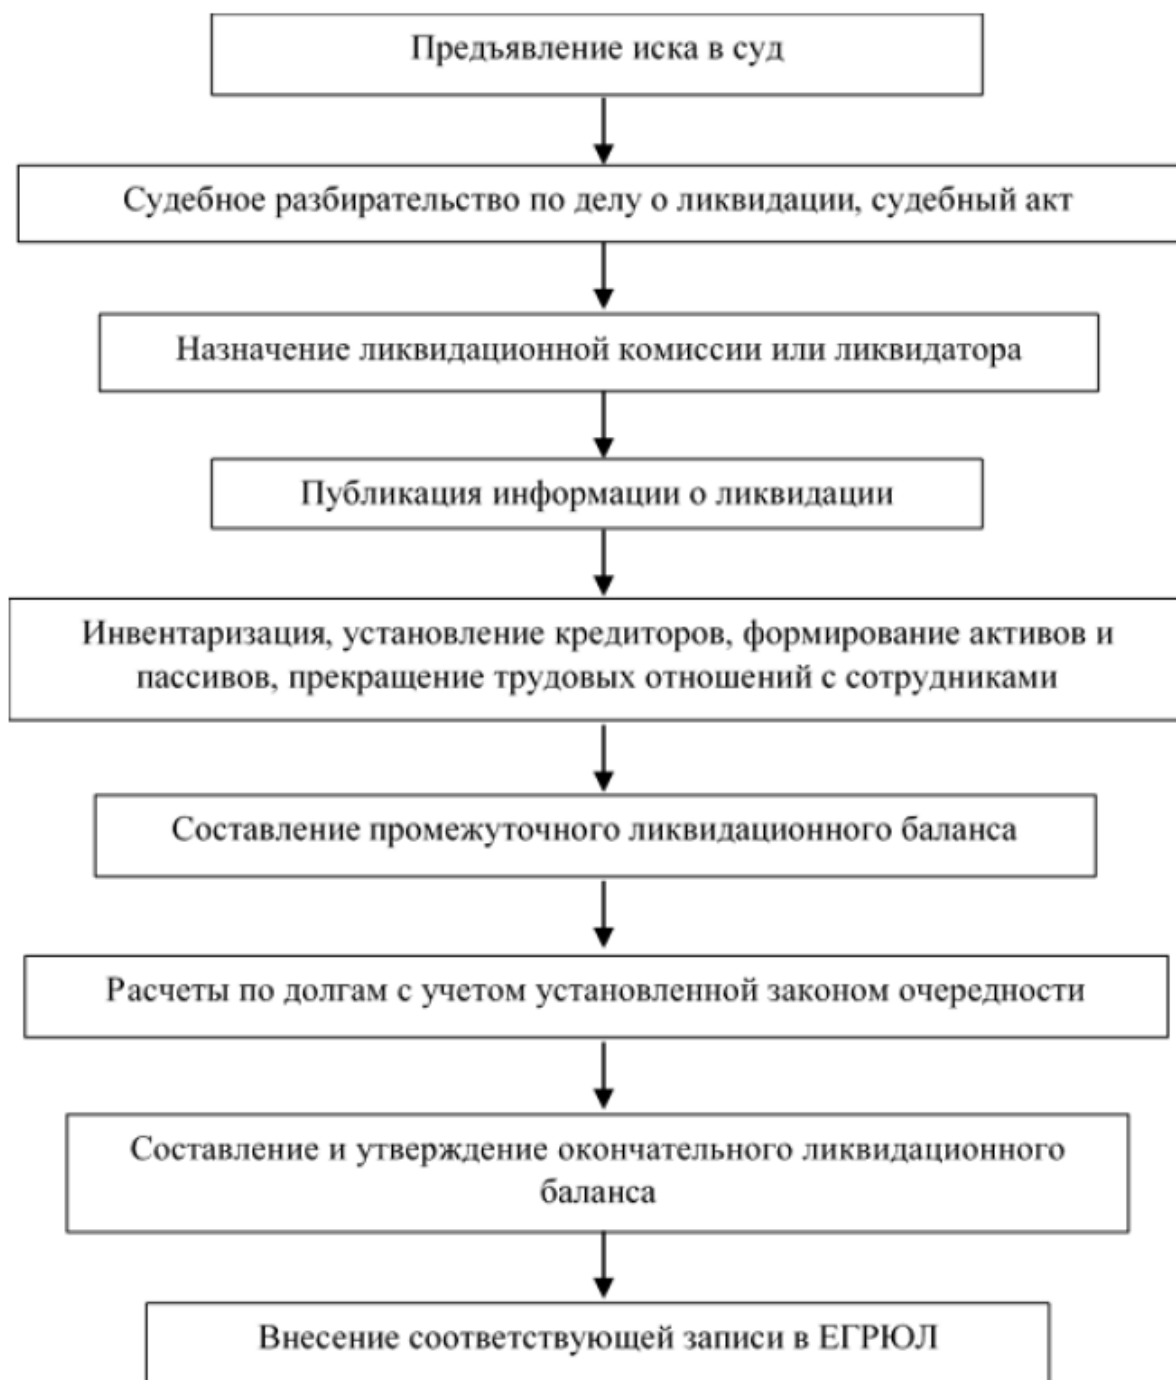 Предъявление иска в суд
Судебное разбирательство по делу о ликвидации, судебный акт
Назначение ликвидационной комиссии или ликвидатора
Публикация информации о ликвидации
Инвентаризация, установление кредиторов, формирование активов и
пассивов, прекращение трудовых отношений с сотрудниками
Составление промежуточного ликвидационного баланса
Расчеты по долгам с учетом установленной законом очередности
Составление и утверждение окончательного ликвидационного
баланса
Внесение соответствующей записи в ЕГРЮЛ